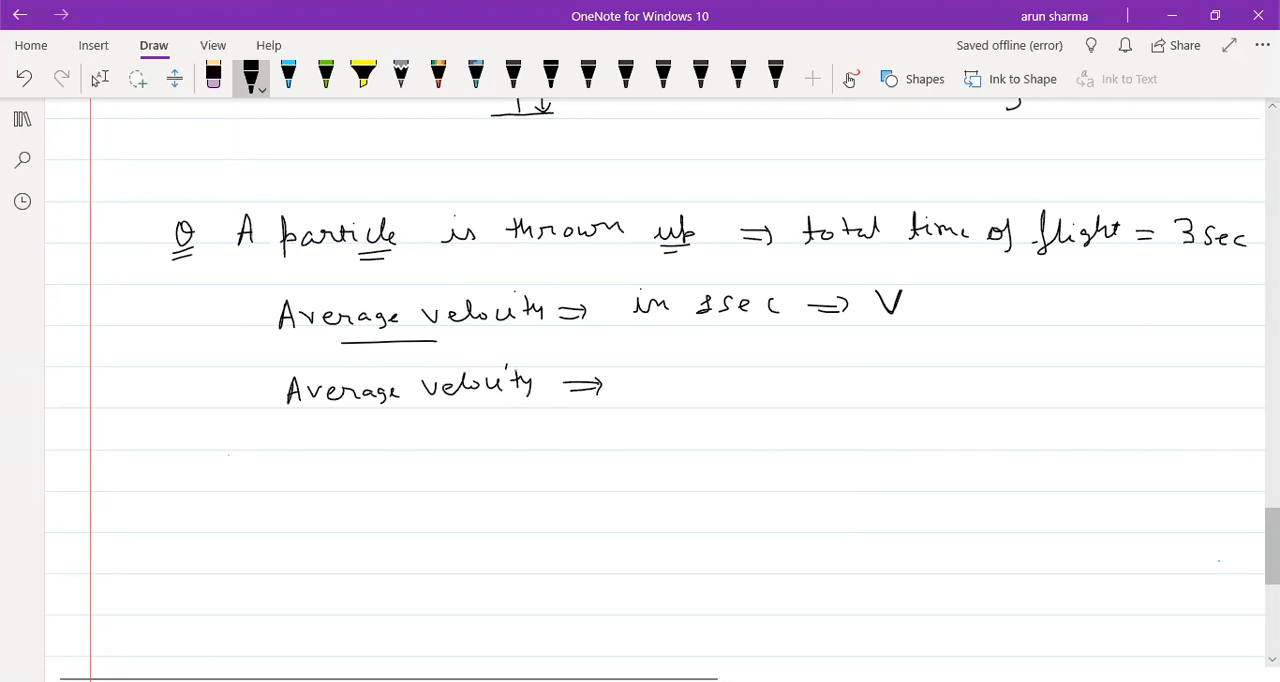 OneNote for Windows 10
arun sharma
Home Insert Draw View Help
Saved offline (error) Share
Shapes Ink to Shape Ink to Text
Q A particle is thrown up ⇒ total time of flight = 3 sec
Average velocity ⇒ in 1 sec ⇒ V
Average velocity ⇒